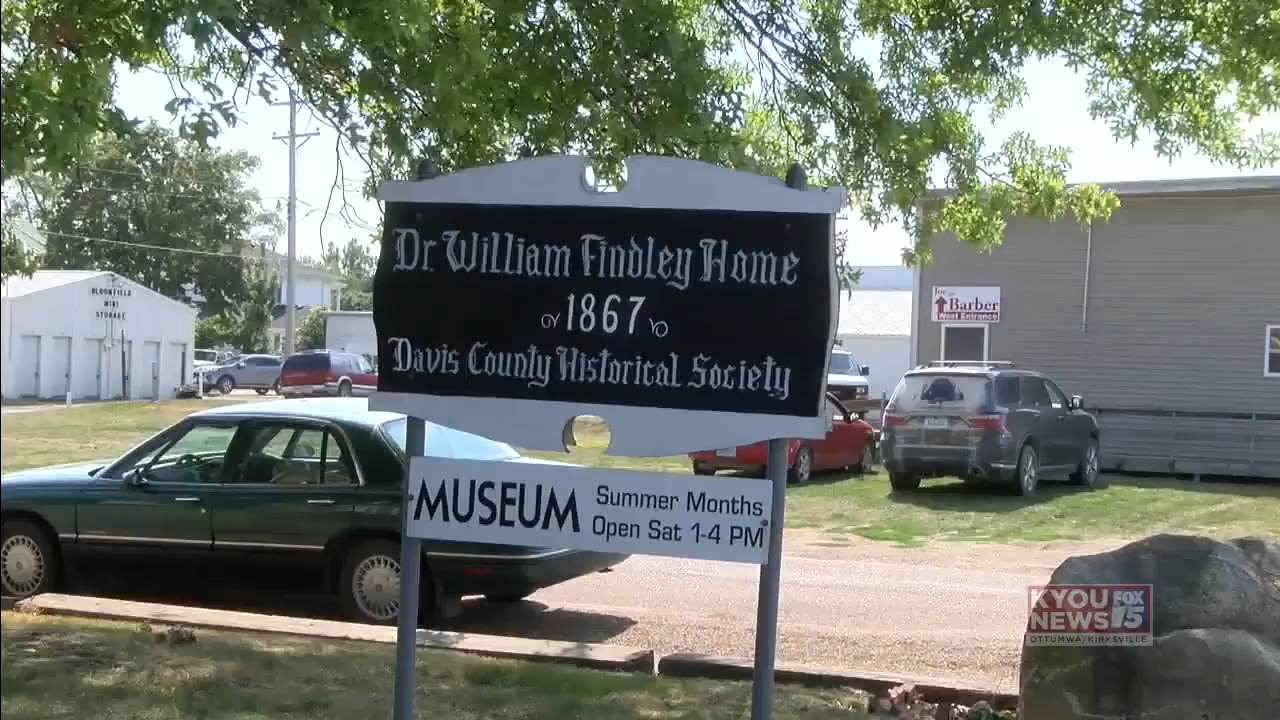 Dr. William Findley Home
1867
Davis County Historical Society
MUSEUM
Summer Months
Open Sat 1-4 PM
BLOOMFIELD
MINI
STORAGE
Barber
West Entrance
KYOU FOX
NEWS 15
OTTUMWA/KIRKSVILLE